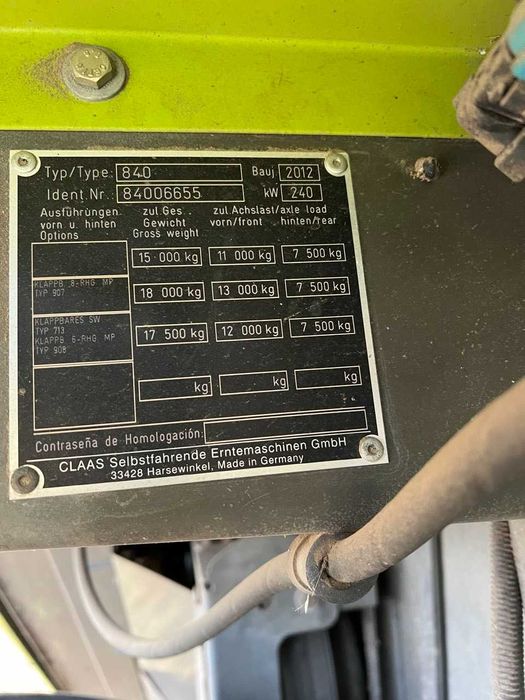 Typ/Type: 840 Bauj. 2012
Ident.Nr.: 84006655 kW 240
Ausführungen zul Ges.. zul Achslast/axle load
vorn u. hinten Gewicht vorn/front hinten/rear
Options Gross weight
15 000 kg 11 000 kg 7 500 kg
KLAPPB .8-RHG MP
TYP 907
18 000 kg 13 000 kg 7 500 kg
KLAPPBARES SW
TYP 713
KLAPPB 6-RHG MP
TYP 908
17 500 kg 12 000 kg 7 500 kg
kg kg kg
Contraseña de Homologación:
CLAAS Selbstfahrende Erntemaschinen GmbH
33428 Harsewinkel, Made in Germany